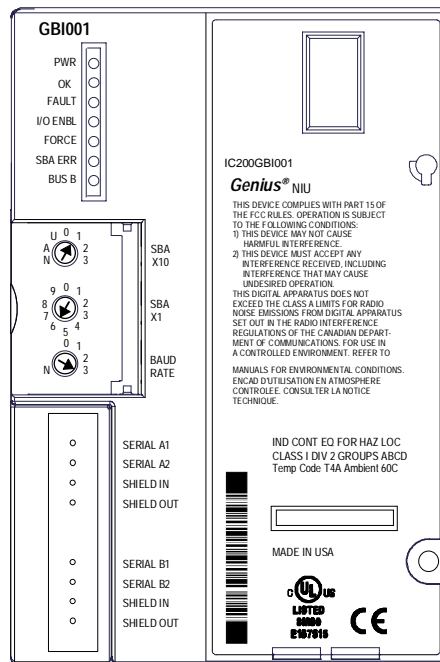 GBI001
PWR
OK
FAULT
I/O ENBL
FORCE
SBA ERR
BUS B
U 0 1
A 2
N 3
SBA
X10
9 0 1
8 2
7 3
6 5 4
SBA
X1
0 1
2
N 3
BAUD
RATE
SERIAL A1
SERIAL A2
SHIELD IN
SHIELD OUT
SERIAL B1
SERIAL B2
SHIELD IN
SHIELD OUT
IC200GBI001
Genius® NIU
THIS DEVICE COMPLIES WITH PART 15 OF
THE FCC RULES. OPERATION IS SUBJECT
TO THE FOLLOWING CONDITIONS:
1) THIS DEVICE MAY NOT CAUSE
HARMFUL INTERFERENCE.
2) THIS DEVICE MUST ACCEPT ANY
INTERFERENCE RECEIVED, INCLUDING
INTERFERENCE THAT MAY CAUSE
UNDESIRED OPERATION.
THIS DIGITAL APPARATUS DOES NOT
EXCEED THE CLASS A LIMITS FOR RADIO
NOISE EMISSIONS FROM DIGITAL APPARATUS
SET OUT IN THE RADIO INTERFERENCE
REGULATIONS OF THE CANADIAN DEPART-
MENT OF COMMUNICATIONS. FOR USE IN
A CONTROLLED ENVIRONMENT. REFER TO
MANUALS FOR ENVIRONMENTAL CONDITIONS.
ENCAD D'UTILISATION EN ATMOSPHERE
CONTROLEE. CONSULTER LA NOTICE
TECHNIQUE.
IND CONT EQ FOR HAZ LOC
CLASS I DIV 2 GROUPS ABCD
Temp Code T4A Ambient 60C
MADE IN USA
C UL US
LISTED
CE